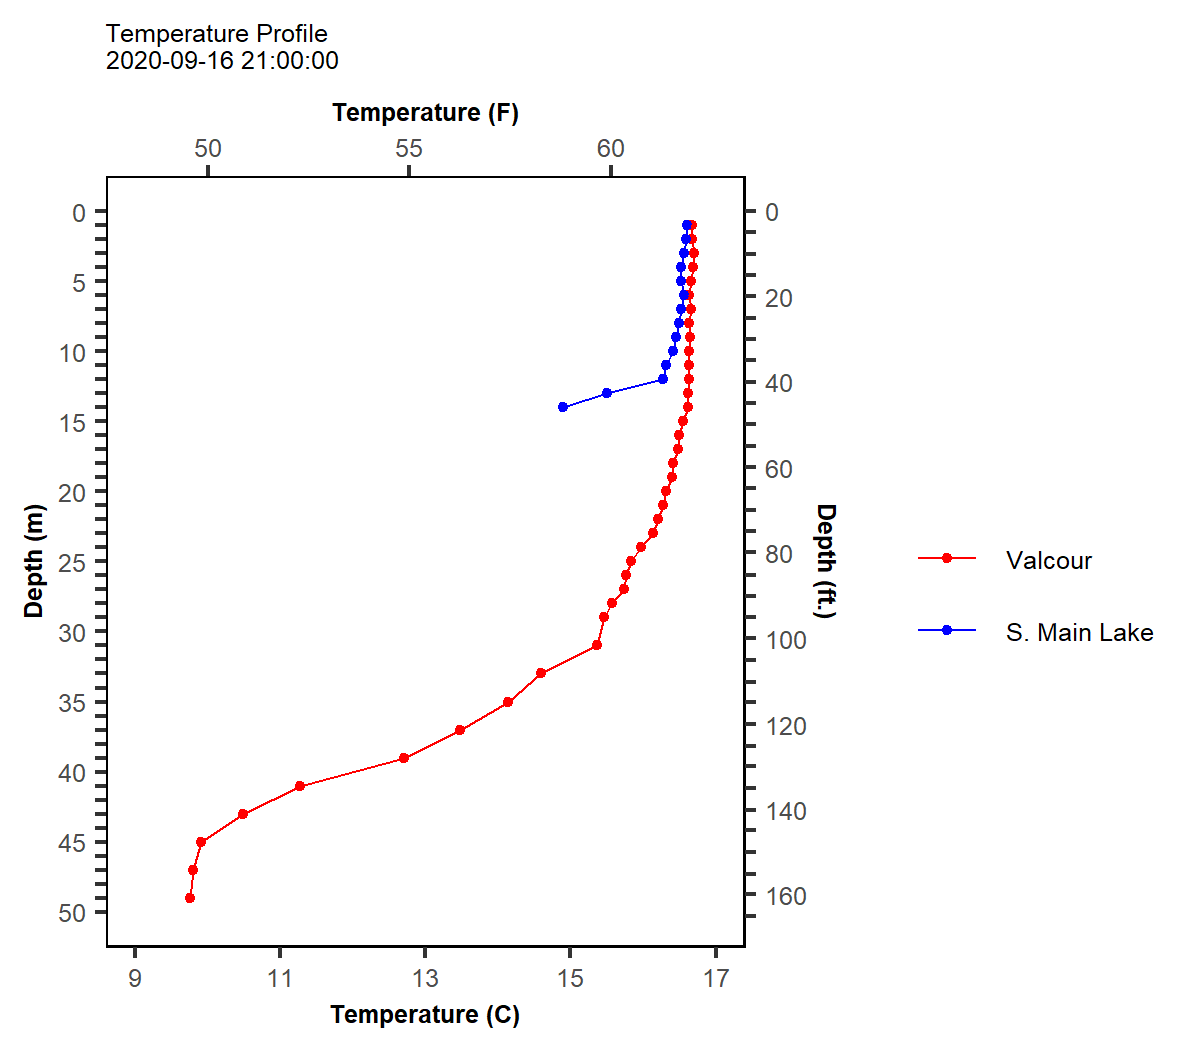 Temperature Profile
2020-09-16 21:00:00
Temperature (F)
50 55 60
0
5
10
15
20
25
30
35
40
45
50
Depth (m)
0
20
40
60
80
100
120
140
160
Depth (ft.)
Valcour
S. Main Lake
9 11 13 15 17
Temperature (C)